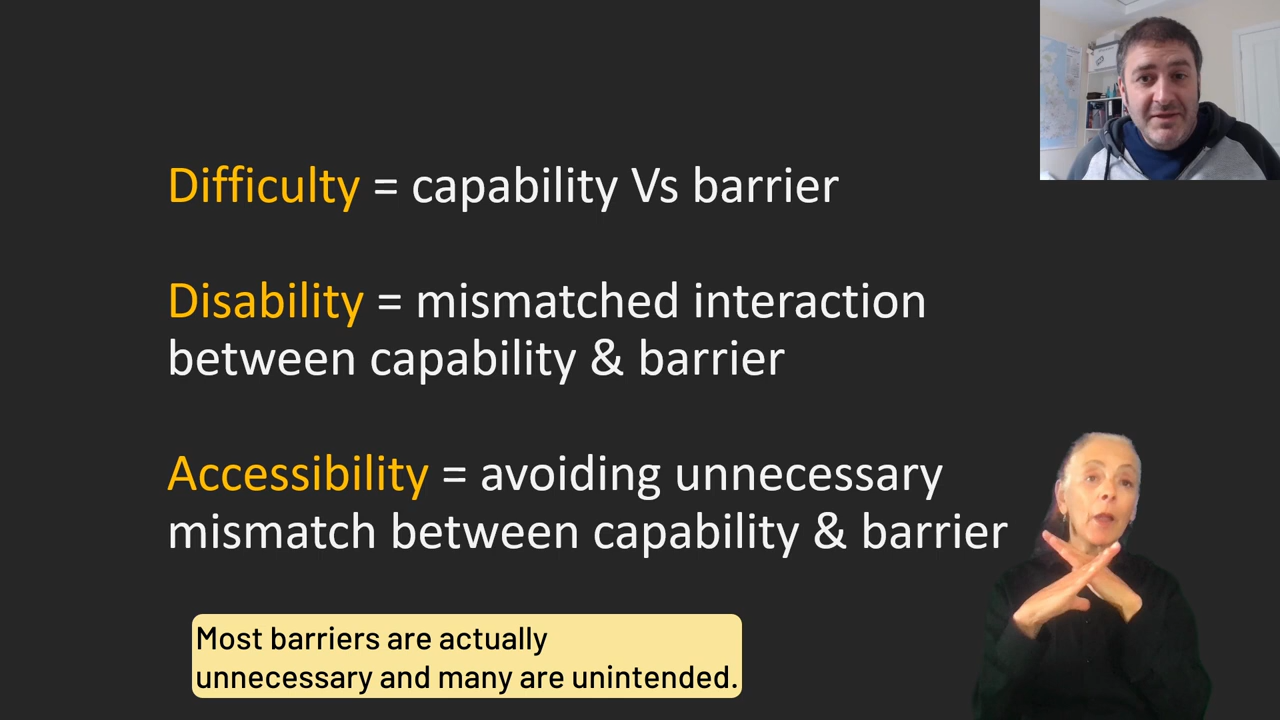 Difficulty = capability Vs barrier
Disability = mismatched interaction
between capability & barrier
Accessibility = avoiding unnecessary
mismatch between capability & barrier
Most barriers are actually
unnecessary and many are unintended.